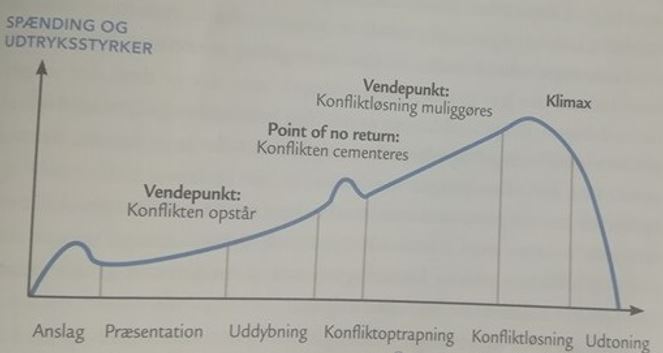 SPÆNDING OG
UDTRYKSSTYRKER
Vendepunkt:
Konfliktløsning muliggøres
Klimax
Point of no return:
Konflikten cementeres
Vendepunkt:
Konflikten opstår
Anslag Præsentation Uddybning Konfliktoptrapning Konfliktløsning Udtoning